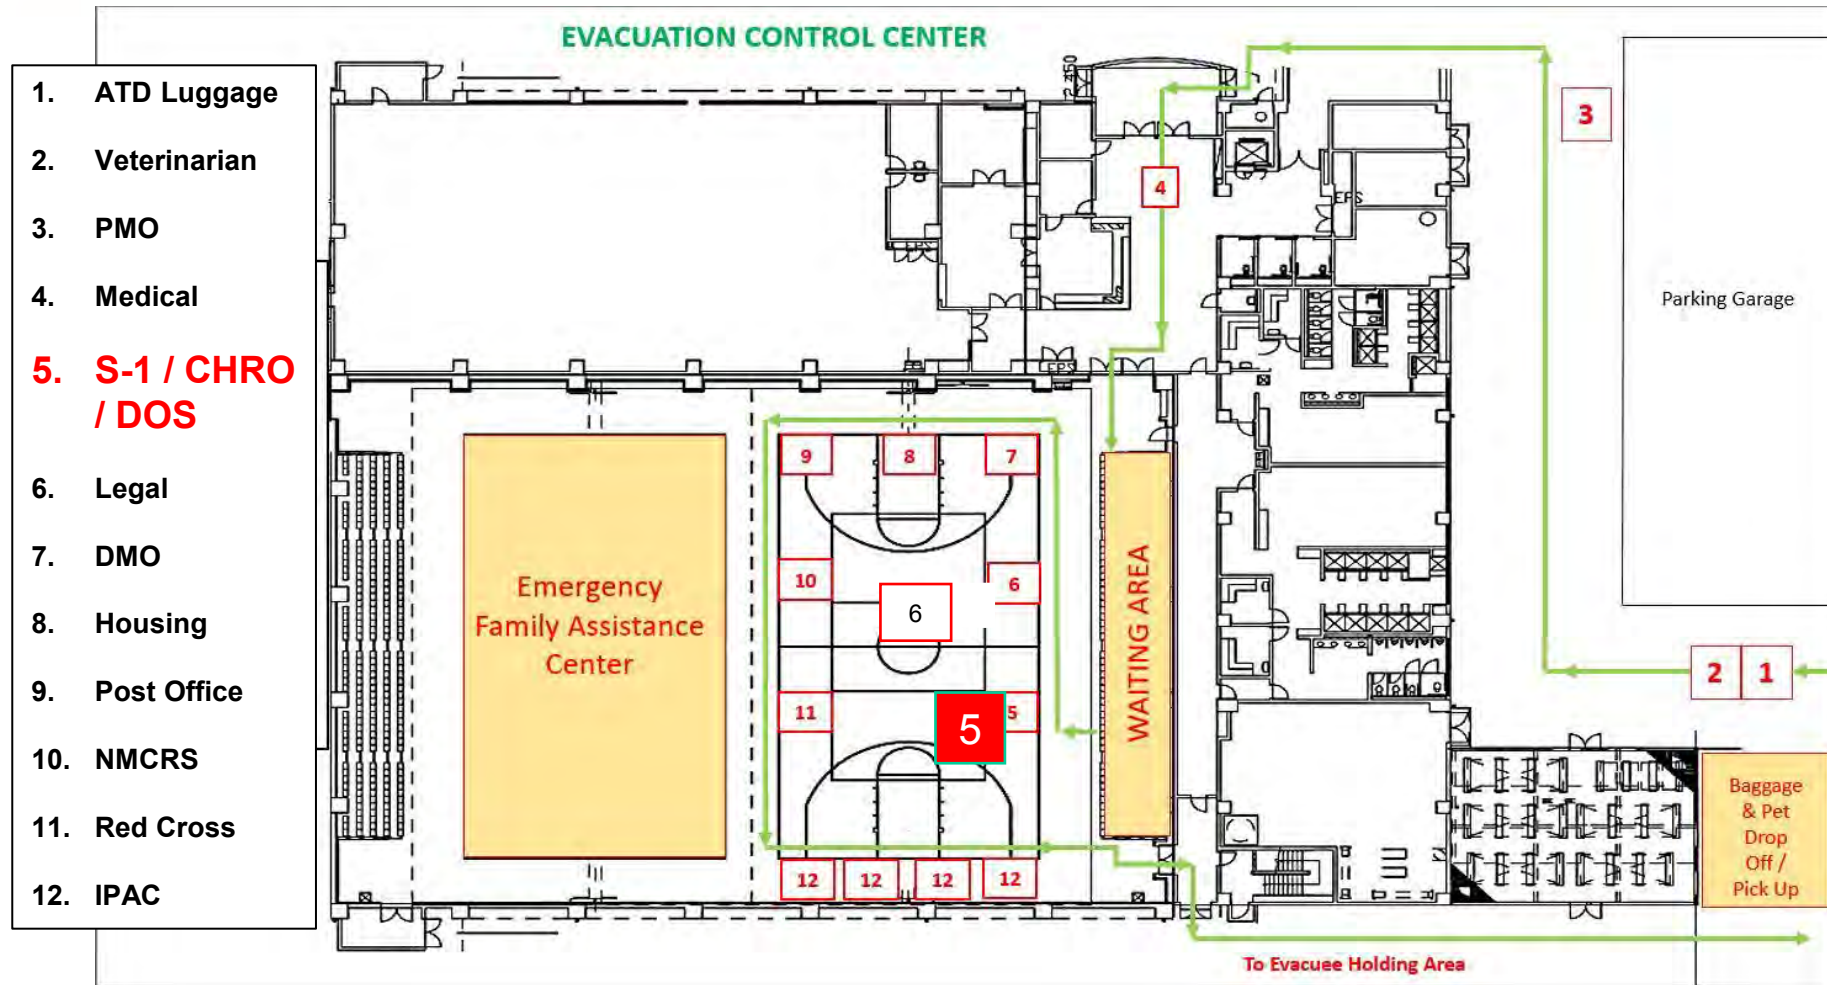 EVACUATION CONTROL CENTER
1. ATD Luggage
2. Veterinarian
3. PMO
4. Medical
5. S-1 / CHRO
/ DOS
6. Legal
7. DMO
8. Housing
9. Post Office
10. NMCRS
11. Red Cross
12. IPAC
3
4
EPS
Parking Garage
EPS
9
8
7
Emergency
Family Assistance
Center
10
6
6
WAITING AREA
11
5
5
2
1
12
12
12
12
Baggage
& Pet
Drop
Off /
Pick Up
To Evacuee Holding Area